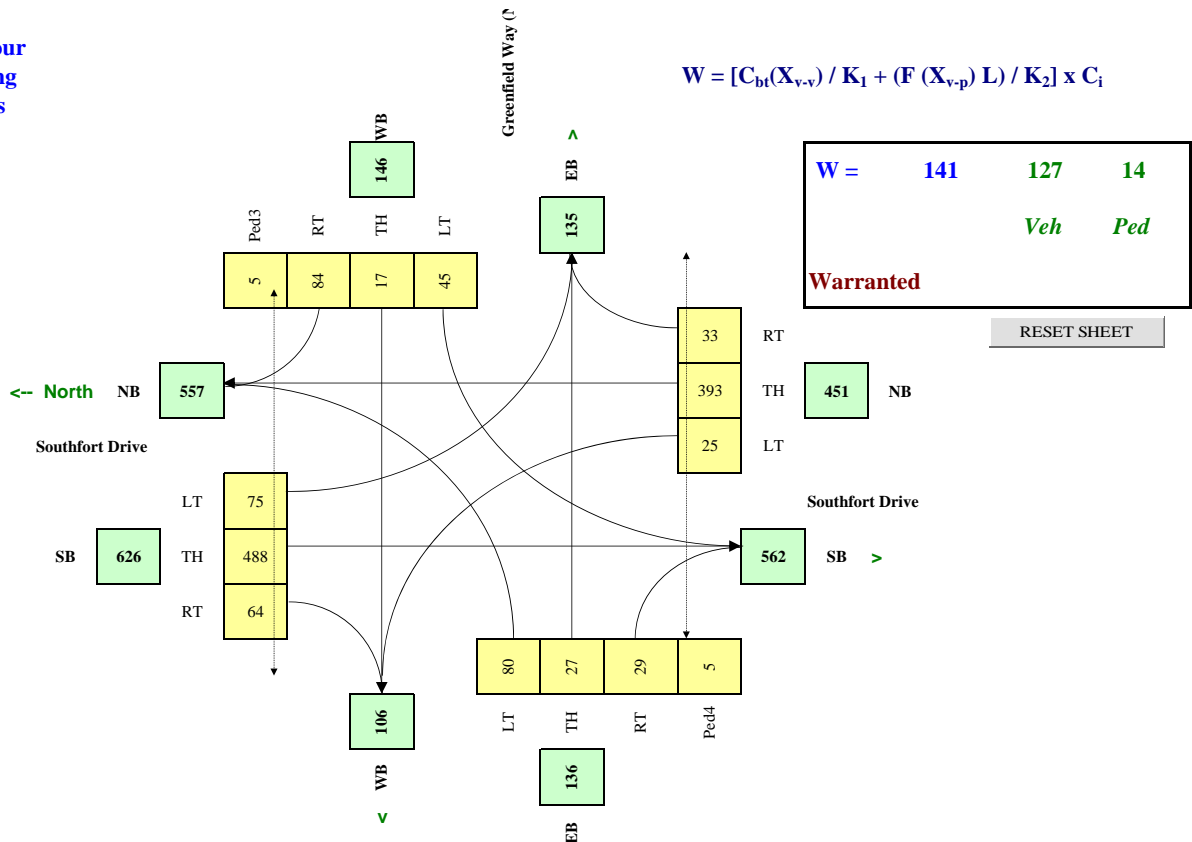 our
ng
s
Greenfield Way (N
W = [Cbt(Xv-v) / K1 + (F (Xv-p) L) / K2] x Ci
WB
146
^
EB
135
W = 141 127 14
Veh Ped
Warranted
RESET SHEET
Ped3 RT TH LT
5 84 17 45
33 RT
<-- North NB 557
393 TH 451 NB
25 LT
Southfort Drive
LT 75
Southfort Drive
SB 626 TH 488
562 SB >
RT 64
80 27 29 5
LT TH RT Ped4
106
WB
v
136
EB